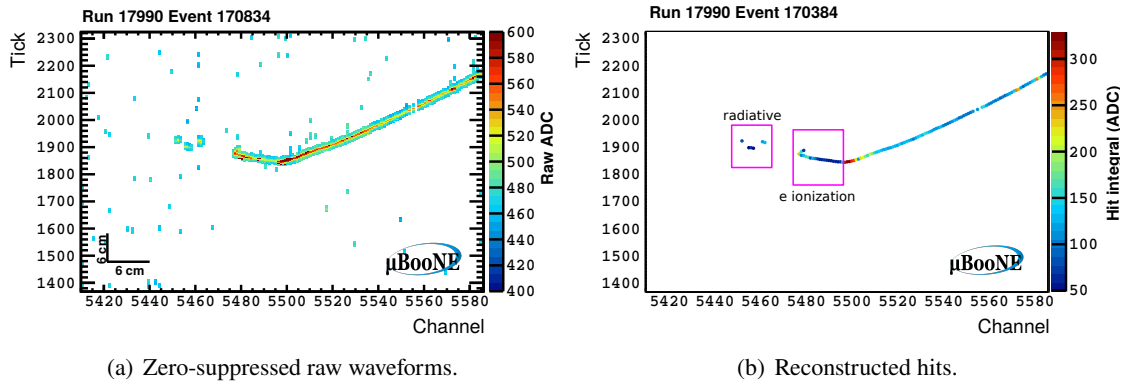 Run 17990 Event 170834
Tick
2300
2200
2100
2000
1900
1800
1700
1600
1500
1400
6 cm
6 cm
µBooNE
5420 5440 5460 5480 5500 5520 5540 5560 5580
Channel
600
580
560
540
520
500
480
460
440
420
400
Raw ADC
(a) Zero-suppressed raw waveforms.
Run 17990 Event 170384
Tick
2300
2200
2100
2000
1900
1800
1700
1600
1500
1400
radiative
e ionization
µBooNE
5420 5440 5460 5480 5500 5520 5540 5560 5580
Channel
300
250
200
150
100
50
Hit integral (ADC)
(b) Reconstructed hits.